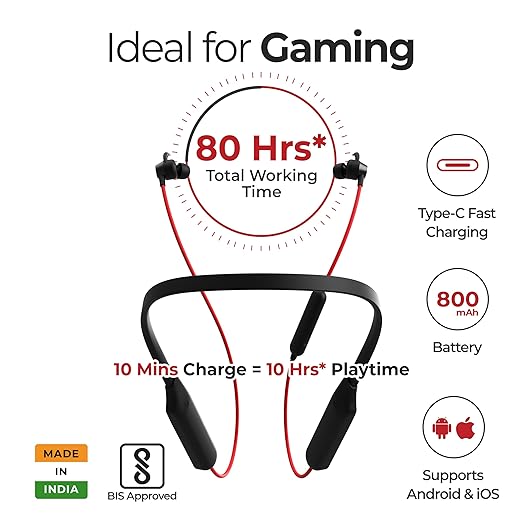 Ideal for Gaming
80 Hrs*
Total Working
Time
Type-C Fast
Charging
800
mAh
Battery
10 Mins Charge = 10 Hrs* Playtime
MADE
IN
INDIA
BIS Approved
Supports
Android & iOS